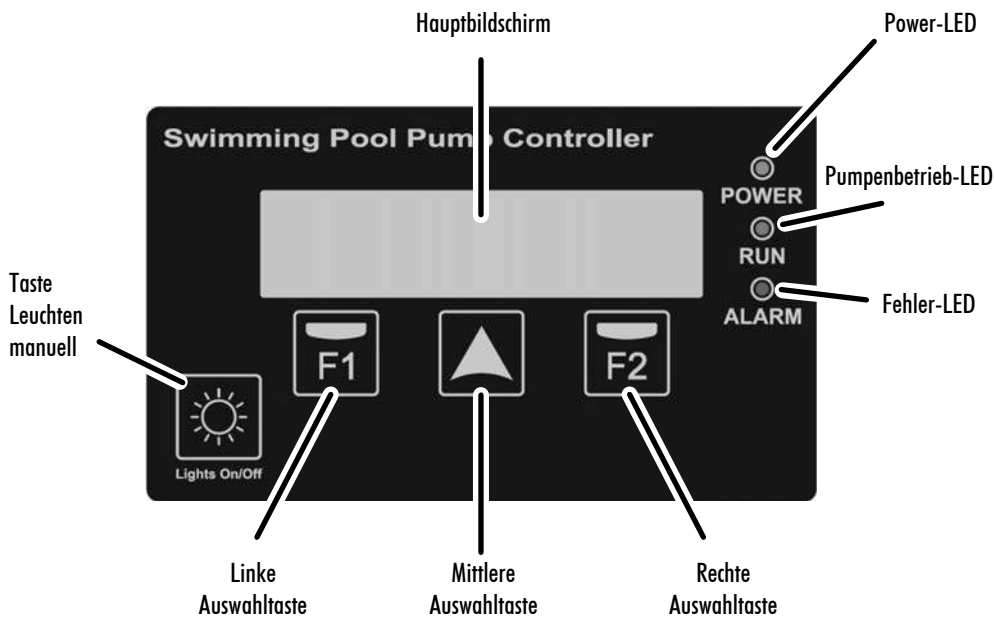 Hauptbildschirm
Power-LED
Swimming Pool Pump Controller
POWER
Pumpenbetrieb-LED
RUN
Taste
Leuchten
manuell
Fehler-LED
ALARM
F1
F2
Lights On/Off
Linke
Auswahltaste
Mittlere
Auswahltaste
Rechte
Auswahltaste